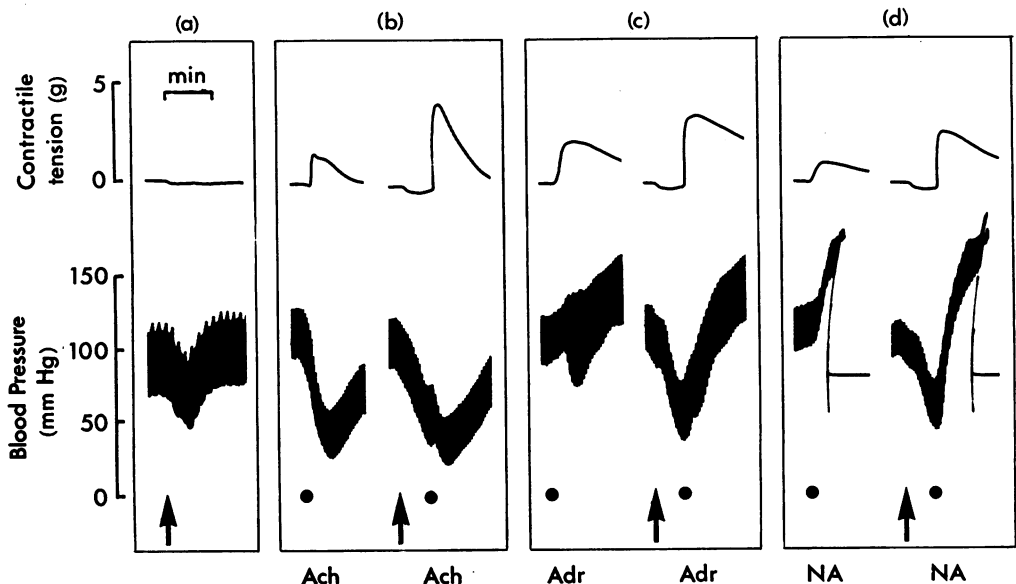 (a) (b) (c) (d)
min
Contractile
tension (g)
5
0
Blood Pressure
(mm Hg)
150
100
50
0
Ach Ach Adr Adr NA NA